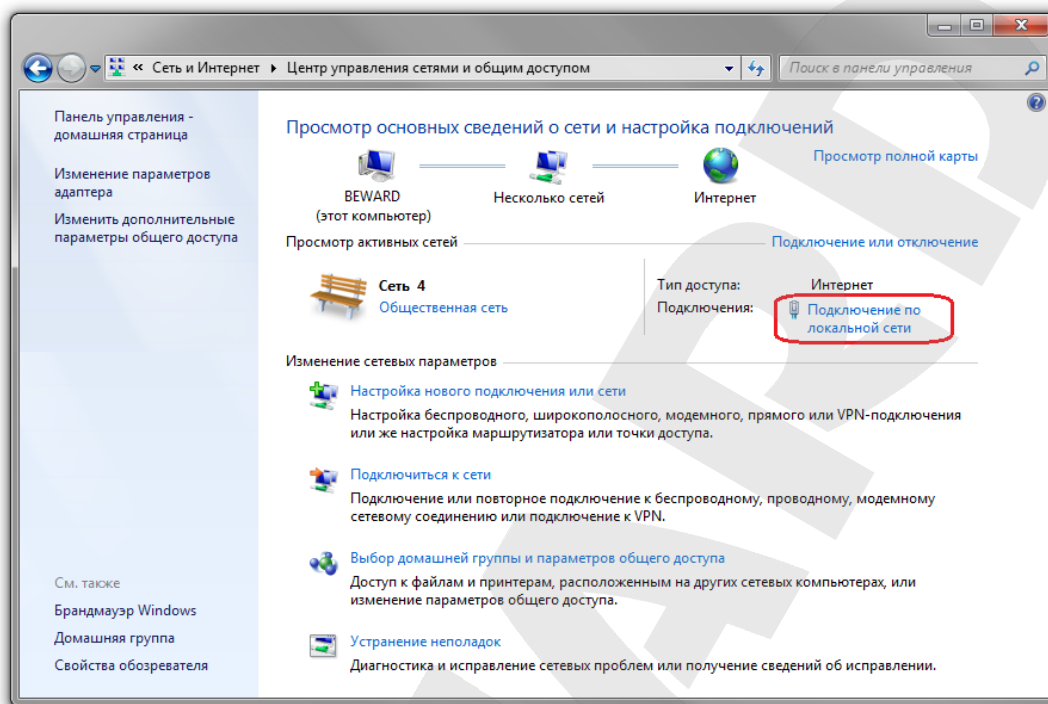 « Сеть и Интернет ▸ Центр управления сетями и общим доступом
Поиск в панели управления
Панель управления -
домашняя страница
Изменение параметров
адаптера
Изменить дополнительные
параметры общего доступа
См. также
Брандмауэр Windows
Домашняя группа
Свойства обозревателя
Просмотр основных сведений о сети и настройка подключений
Просмотр полной карты
BEWARD
(этот компьютер)
Несколько сетей
Интернет
Просмотр активных сетей
Подключение или отключение
Сеть 4
Общественная сеть
Тип доступа: Интернет
Подключения: Подключение по
локальной сети
Изменение сетевых параметров
Настройка нового подключения или сети
Настройка беспроводного, широкополосного, модемного, прямого или VPN-подключения
или же настройка маршрутизатора или точки доступа.
Подключиться к сети
Подключение или повторное подключение к беспроводному, проводному, модемному
сетевому соединению или подключение к VPN.
Выбор домашней группы и параметров общего доступа
Доступ к файлам и принтерам, расположенным на других сетевых компьютерах, или
изменение параметров общего доступа.
Устранение неполадок
Диагностика и исправление сетевых проблем или получение сведений об исправлении.